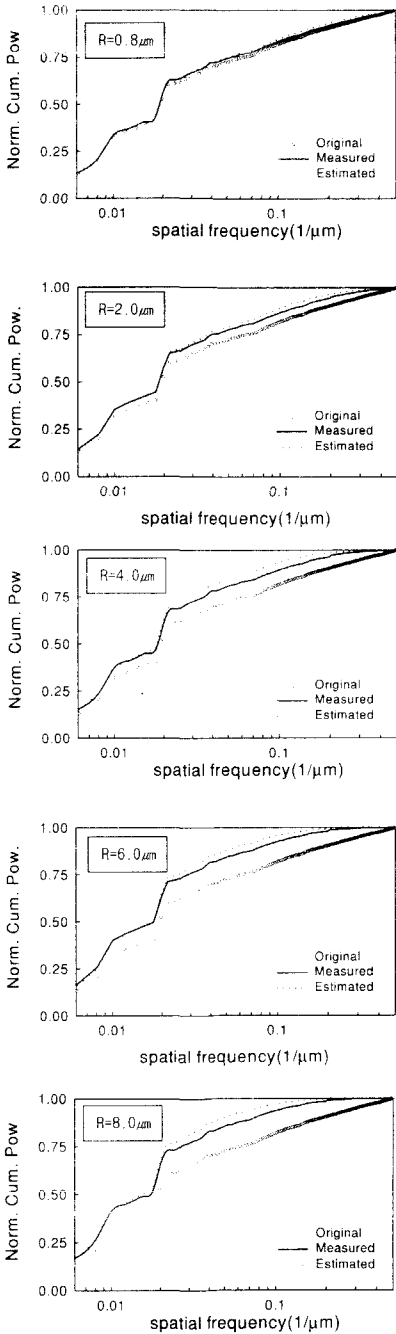 Norm. Cum. Pow
1.00
0.75
0.50
0.25
0.00
R=0.8μm
Original
Measured
Estimated
0.01
0.1
spatial frequency(1/μm)
Norm. Cum. Pow.
1.00
0.75
0.50
0.25
0.00
R=2.0μm
Original
Measured
Estimated
0.01
0.1
spatial frequency(1/μm)
Norm. Cum. Pow
1.00
0.75
0.50
0.25
0.00
R=4.0μm
Original
Measured
Estimated
0.01
0.1
spatial frequency(1/μm)
Norm. Cum. Pow.
1.00
0.75
0.50
0.25
0.00
R=6.0μm
Original
Measured
Estimated
0.01
0.1
spatial frequency(1/μm)
Norm. Cum. Pow
1.00
0.75
0.50
0.25
0.00
R=8.0μm
Original
Measured
Estimated
0.01
0.1
spatial frequency(1/μm)